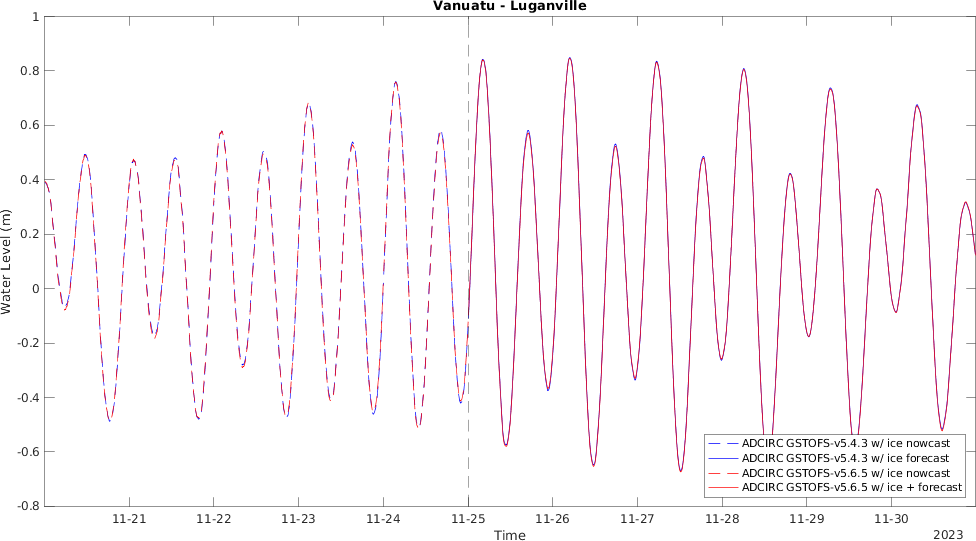 Vanuatu - Luganville
1
0.8
0.6
0.4
0.2
0
-0.2
-0.4
-0.6
-0.8
Water Level (m)
ADCIRC GSTOFS-v5.4.3 w/ ice nowcast
ADCIRC GSTOFS-v5.4.3 w/ ice forecast
ADCIRC GSTOFS-v5.6.5 w/ ice nowcast
ADCIRC GSTOFS-v5.6.5 w/ ice + forecast
11-21 11-22 11-23 11-24 11-25 11-26 11-27 11-28 11-29 11-30
Time
2023